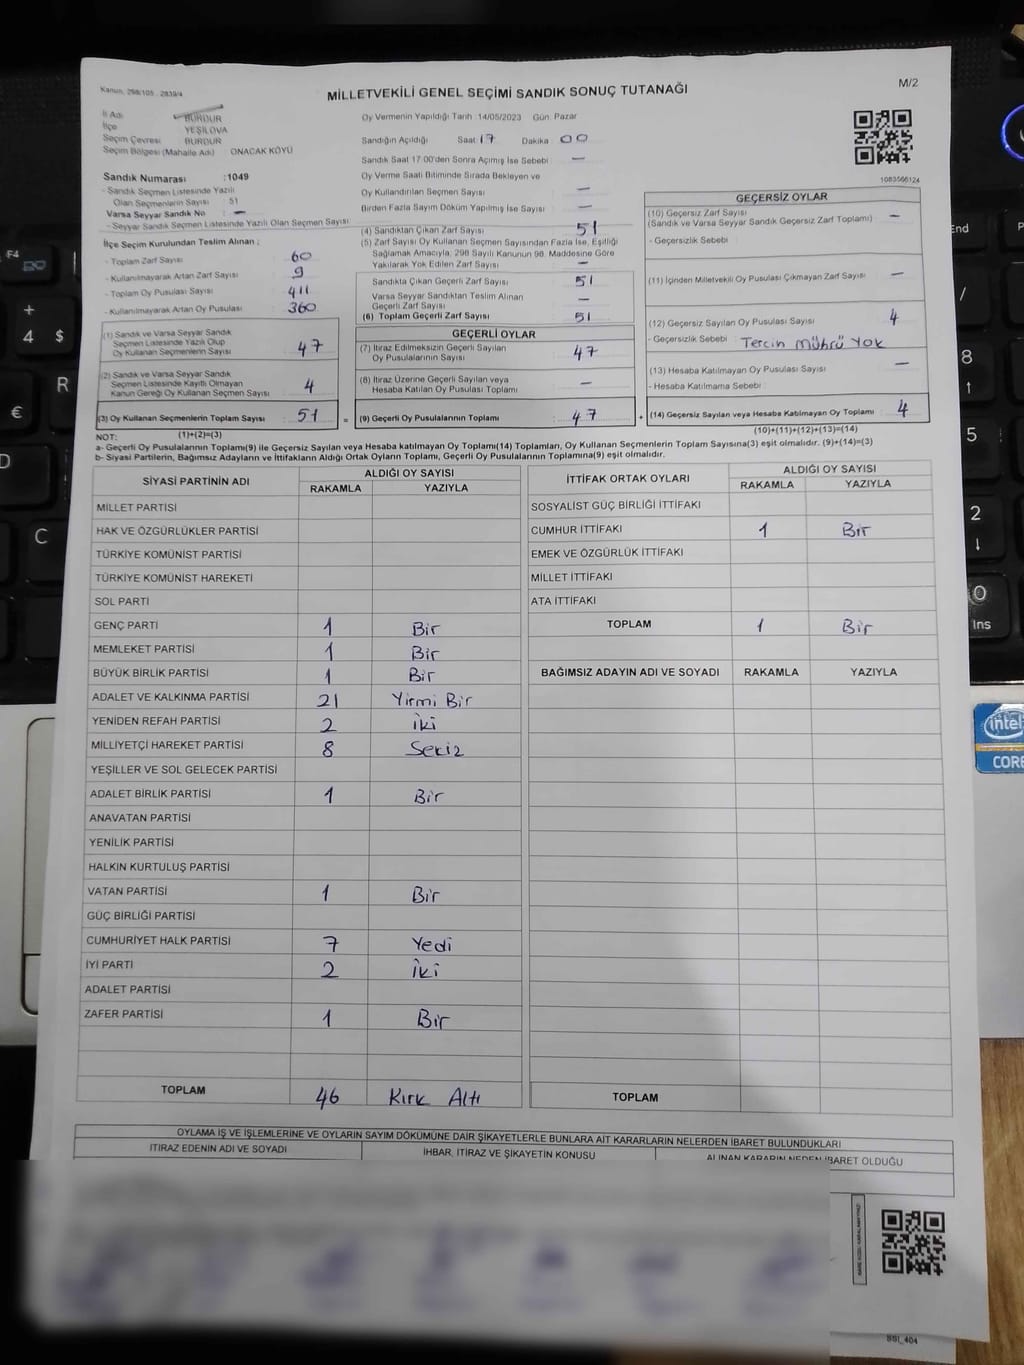 Kanun, 298/105 . 2839/4
MİLLETVEKİLİ GENEL SEÇİMİ SANDIK SONUÇ TUTANAĞI
M/2
İl Adı BURDUR
İlçe YEŞİLOVA
Seçim Çevresi BURDUR
Seçim Bölgesi (Mahalle Adı) ONACAK KÖYÜ
Sandık Numarası :1049
- Sandık Seçmen Listesinde Yazılı
Olan Seçmenlerin Sayısı : 51
Varsa Seyyar Sandık No –
- Seyyar Sandık Seçmen Listesinde Yazılı Olan Seçmen Sayısı
İlçe Seçim Kurulundan Teslim Alınan ;
- Toplam Zarf Sayısı : 60
- Kullanılmayarak Artan Zarf Sayısı : 9
- Toplam Oy Pusulası Sayısı : 411
- Kullanılmayarak Artan Oy Pusulası : 360
(1) Sandık ve Varsa Seyyar Sandık
Seçmen Listesinde Yazılı Olup
Oy Kullanan Seçmenlerin Sayısı : 47
(2) Sandık ve Varsa Seyyar Sandık
Seçmen Listesinde Kayıtlı Olmayan
Kanun Gereği Oy Kullanan Seçmen Sayısı : 4
(3) Oy Kullanan Seçmenlerin Toplam Sayısı : 51 =
(1)+(2)=(3)
Oy Vermenin Yapıldığı Tarih 14/05/2023 Gün Pazar
Sandığın Açıldığı Saat 17 Dakika 00
Sandık Saat 17:00'den Sonra Açımış İse Sebebi : –
Oy Verme Saati Bitiminde Sırada Bekleyen ve
Oy Kullandırılan Seçmen Sayısı : –
Birden Fazla Sayım Döküm Yapılmış İse Sayısı : –
(4) Sandıktan Çıkan Zarf Sayısı : 51
(5) Zarf Sayısı Oy Kullanan Seçmen Sayısından Fazla İse, Eşitliği
Sağlamak Amacıyla, 298 Sayılı Kanunun 98. Maddesine Göre
Yakılarak Yok Edilen Zarf Sayısı : –
Sandıkta Çıkan Geçerli Zarf Sayısı : 51
Varsa Seyyar Sandıktan Teslim Alınan
Geçerli Zarf Sayısı : –
(6) Toplam Geçerli Zarf Sayısı : 51
GEÇERLİ OYLAR
(7) İtiraz Edilmeksizin Geçerli Sayılan
Oy Pusulalarının Sayısı : 47
(8) İtiraz Üzerine Geçerli Sayılan veya
Hesaba Katılan Oy Pusulası Toplamı : –
(9) Geçerli Oy Pusulalarının Toplamı : 47 +
1083566124
GEÇERSİZ OYLAR
(10) Geçersiz Zarf Sayısı
(Sandık ve Varsa Seyyar Sandık Geçersiz Zarf Toplamı) : –
- Geçersizlik Sebebi :
(11) İçinden Milletvekili Oy Pusulası Çıkmayan Zarf Sayısı : –
(12) Geçersiz Sayılan Oy Pusulası Sayısı : 4
- Geçersizlik Sebebi : Tercih Mührü Yok
(13) Hesaba Katılmayan Oy Pusulası Sayısı : –
- Hesaba Katılmama Sebebi :
(14) Geçersiz Sayılan veya Hesaba Katılmayan Oy Toplamı : 4
(10)+(11)+(12)+(13)=(14)
NOT:
a- Geçerli Oy Pusulalarının Toplamı(9) ile Geçersiz Sayılan veya Hesaba katılmayan Oy Toplamı(14) Toplamları, Oy Kullanan Seçmenlerin Toplam Sayısına(3) eşit olmalıdır. (9)+(14)=(3)
b- Siyasi Partilerin, Bağımsız Adayların ve İttifakların Aldığı Ortak Oyların Toplamı, Geçerli Oy Pusulalarının Toplamına(9) eşit olmalıdır.
SİYASİ PARTİNİN ADI ALDIĞI OY SAYISI
RAKAMLA YAZIYLA
MİLLET PARTİSİ
HAK VE ÖZGÜRLÜKLER PARTİSİ
TÜRKİYE KOMÜNİST PARTİSİ
TÜRKİYE KOMÜNİST HAREKETİ
SOL PARTİ
GENÇ PARTİ 1 Bir
MEMLEKET PARTİSİ 1 Bir
BÜYÜK BİRLİK PARTİSİ 1 Bir
ADALET VE KALKINMA PARTİSİ 21 Yirmi Bir
YENİDEN REFAH PARTİSİ 2 iki
MİLLİYETÇİ HAREKET PARTİSİ 8 Sekiz
YEŞİLLER VE SOL GELECEK PARTİSİ
ADALET BİRLİK PARTİSİ 1 Bir
ANAVATAN PARTİSİ
YENİLİK PARTİSİ
HALKIN KURTULUŞ PARTİSİ
VATAN PARTİSİ 1 Bir
GÜÇ BİRLİĞİ PARTİSİ
CUMHURİYET HALK PARTİSİ 7 Yedi
İYİ PARTİ 2 iki
ADALET PARTİSİ
ZAFER PARTİSİ 1 Bir
TOPLAM 46 Kırk Altı
İTTİFAK ORTAK OYLARI ALDIĞI OY SAYISI
RAKAMLA YAZIYLA
SOSYALİST GÜÇ BİRLİĞİ İTTİFAKI
CUMHUR İTTİFAKI 1 Bir
EMEK VE ÖZGÜRLÜK İTTİFAKI
MİLLET İTTİFAKI
ATA İTTİFAKI
TOPLAM 1 Bir
BAĞIMSIZ ADAYIN ADI VE SOYADI RAKAMLA YAZIYLA
TOPLAM
OYLAMA İŞ VE İŞLEMLERİNE VE OYLARIN SAYIM DÖKÜMÜNE DAİR ŞİKAYETLERLE BUNLARA AİT KARARLARIN NELERDEN İBARET BULUNDUKLARI
İTİRAZ EDENİN ADI VE SOYADI İHBAR, İTİRAZ VE ŞİKAYETİN KONUSU ALINAN KARARIN NEDEN İBARET OLDUĞU
SSI_404
F4
+
4 $
R
€
D
C
End
/
8
5
2
0
Ins
intel
CORE